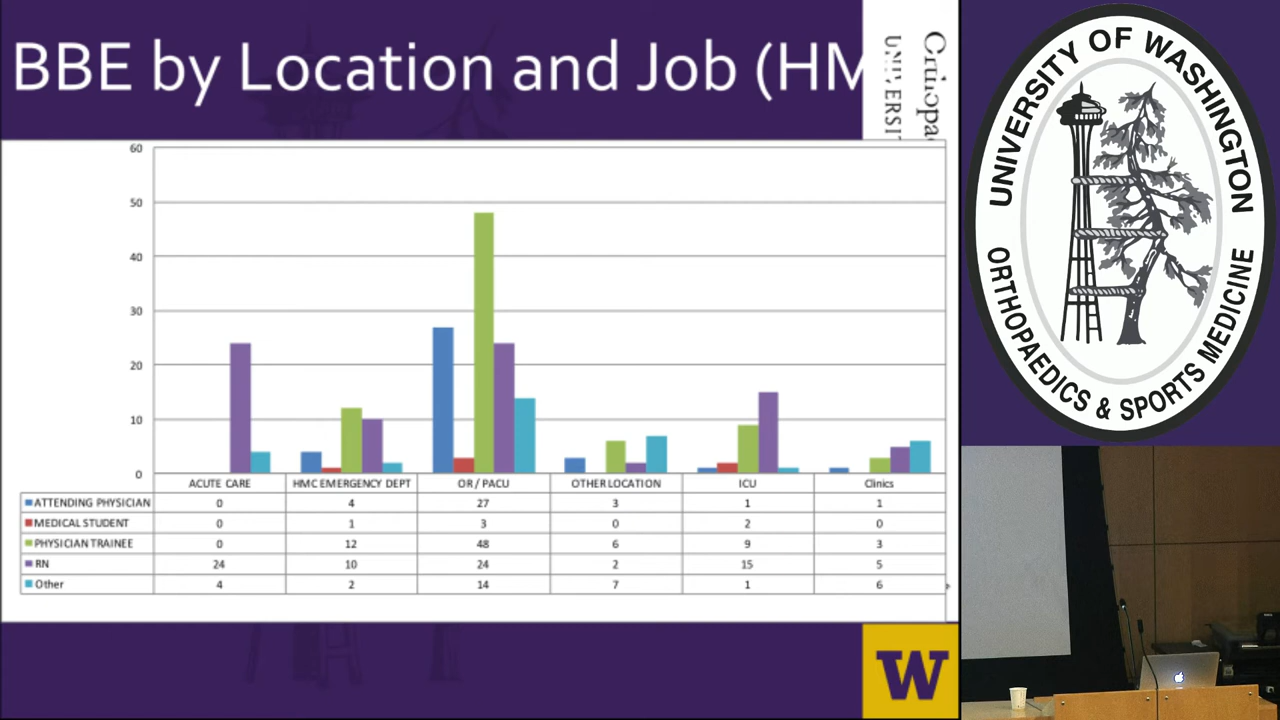 BBE by Location and Job (HM
UNIVERSI
60
50
40
30
20
10
0
ACUTE CARE HMC EMERGENCY DEPT OR / PACU OTHER LOCATION ICU Clinics
ATTENDING PHYSICIAN 0 4 27 3 1 1
MEDICAL STUDENT 0 1 3 0 2 0
PHYSICIAN TRAINEE 0 12 48 6 9 3
RN 24 10 24 2 15 5
Other 4 2 14 7 1 6
W
UNIVERSITY OF WASHINGTON
ORTHOPAEDICS & SPORTS MEDICINE